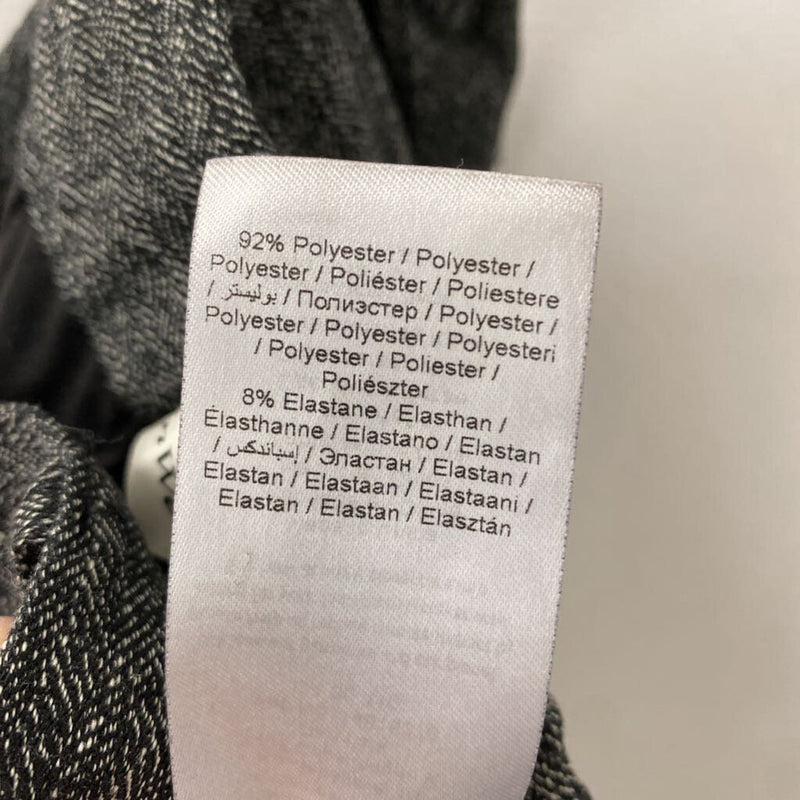 92% Polyester / Polyester /
Polyester / Poliéster / Poliestere
/ بوليستر / Полиэстер / Polyester /
Polyester / Polyester / Polyesteri
/ Polyester / Poliester /
Poliészter
8% Elastane / Elasthan /
Élasthanne / Elastano / Elastan
/ إسباندكس / Эластан / Elastan /
Elastan / Elastaan / Elastaani /
Elastan / Elastan / Elasztán